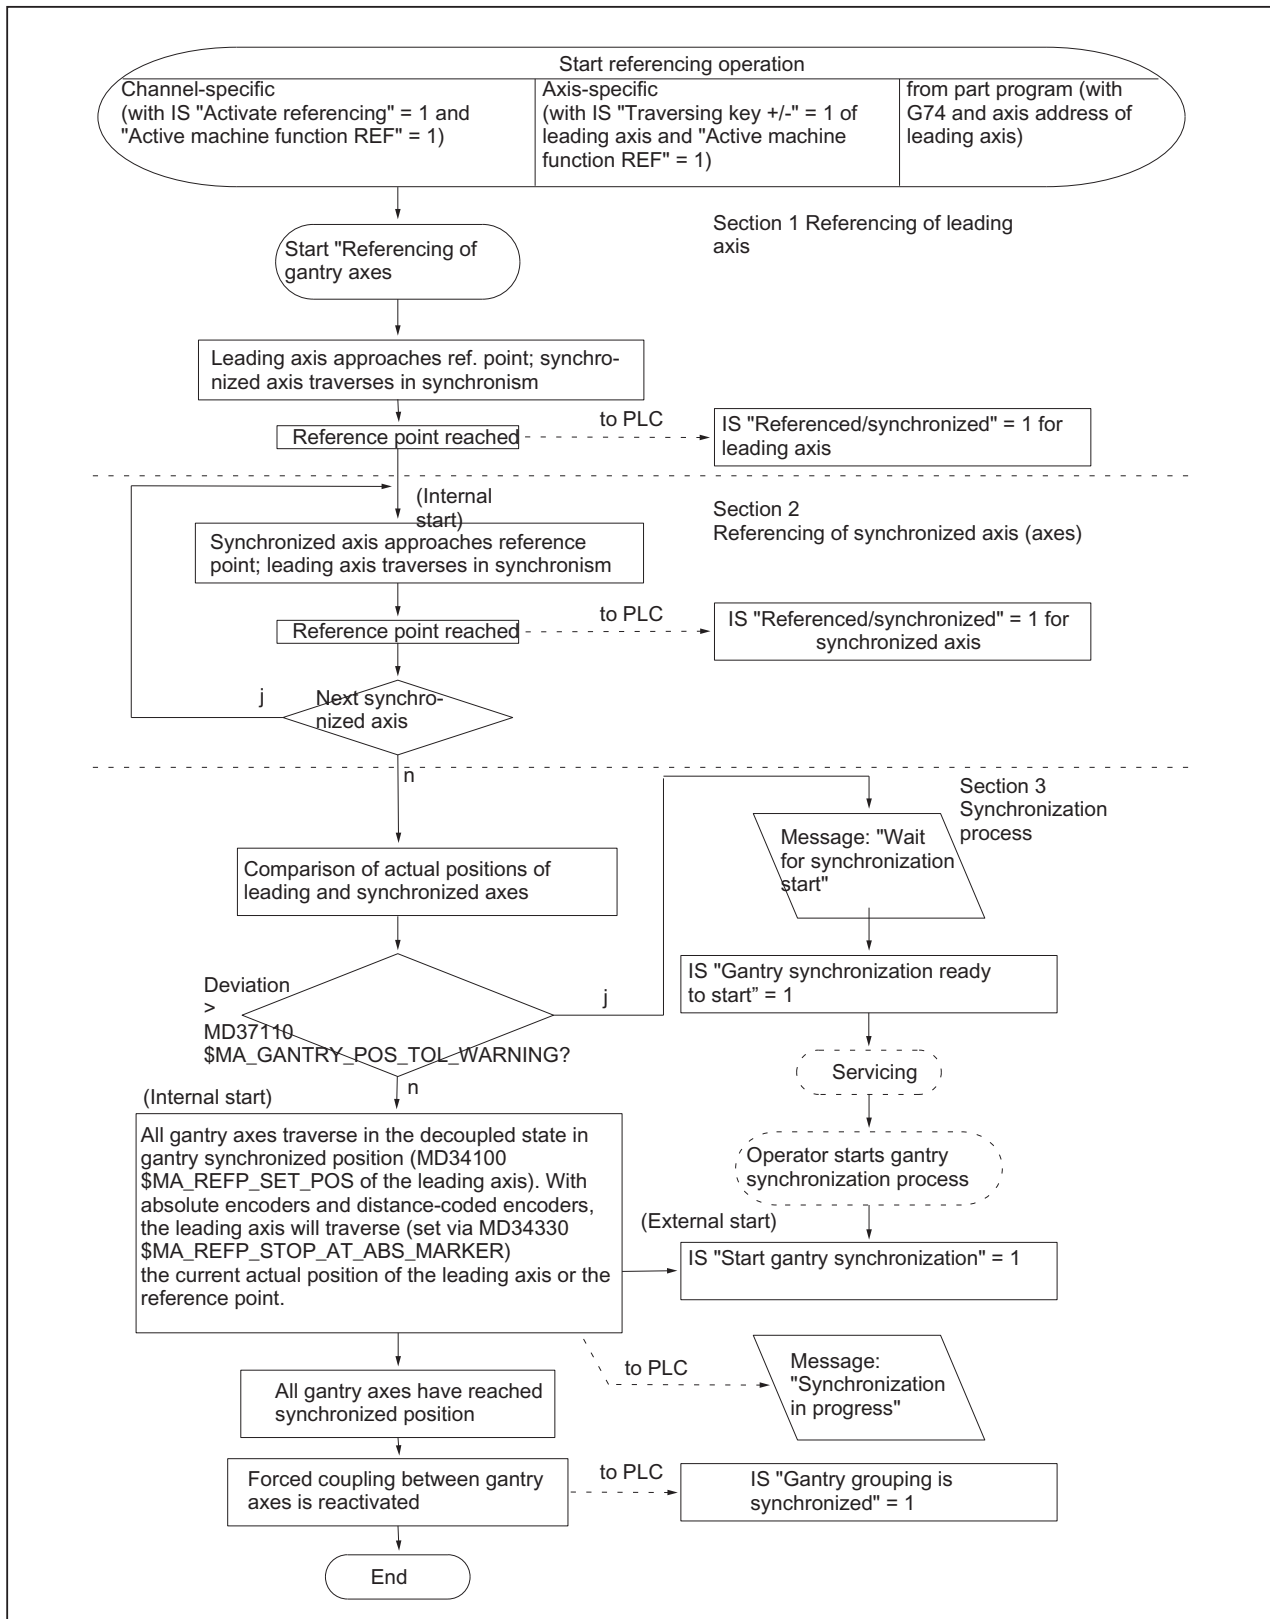 Start referencing operation
Channel-specific
(with IS "Activate referencing" = 1 and
"Active machine function REF" = 1)
Axis-specific
(with IS "Traversing key +/-" = 1 of
leading axis and "Active machine
function REF" = 1)
from part program (with
G74 and axis address of
leading axis)
Section 1 Referencing of leading
axis
Start "Referencing of
gantry axes
Leading axis approaches ref. point; synchro-
nized axis traverses in synchronism
Reference point reached
to PLC
IS "Referenced/synchronized" = 1 for
leading axis
(Internal
start)
Section 2
Referencing of synchronized axis (axes)
Synchronized axis approaches reference
point; leading axis traverses in synchronism
Reference point reached
to PLC
IS "Referenced/synchronized" = 1 for
synchronized axis
j
Next synchro-
nized axis
n
Section 3
Synchronization
process
Message: "Wait
for synchronization
start"
Comparison of actual positions of
leading and synchronized axes
IS "Gantry synchronization ready
to start” = 1
Deviation
>
MD37110
$MA_GANTRY_POS_TOL_WARNING?
j
n
Servicing
(Internal start)
All gantry axes traverse in the decoupled state in
gantry synchronized position (MD34100
$MA_REFP_SET_POS of the leading axis). With
absolute encoders and distance-coded encoders,
the leading axis will traverse (set via MD34330
$MA_REFP_STOP_AT_ABS_MARKER)
the current actual position of the leading axis or the
reference point.
Operator starts gantry
synchronization process
(External start)
IS "Start gantry synchronization" = 1
to PLC
Message:
"Synchronization
in progress"
All gantry axes have reached
synchronized position
Forced coupling between gantry
axes is reactivated
to PLC
IS "Gantry grouping is
synchronized" = 1
End